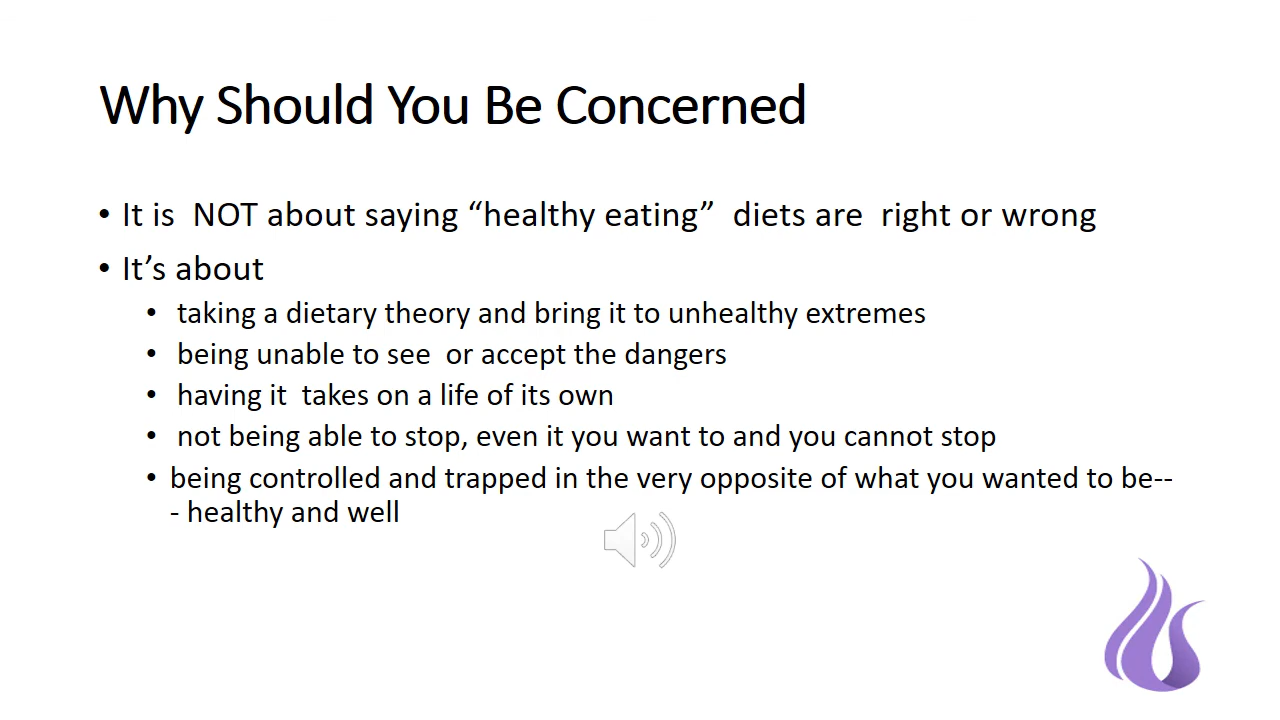 Why Should You Be Concerned
• It is  NOT about saying “healthy eating”  diets are  right or wrong
• It’s about
• taking a dietary theory and bring it to unhealthy extremes
• being unable to see  or accept the dangers
• having it  takes on a life of its own
• not being able to stop, even it you want to and you cannot stop
• being controlled and trapped in the very opposite of what you wanted to be--
- healthy and well